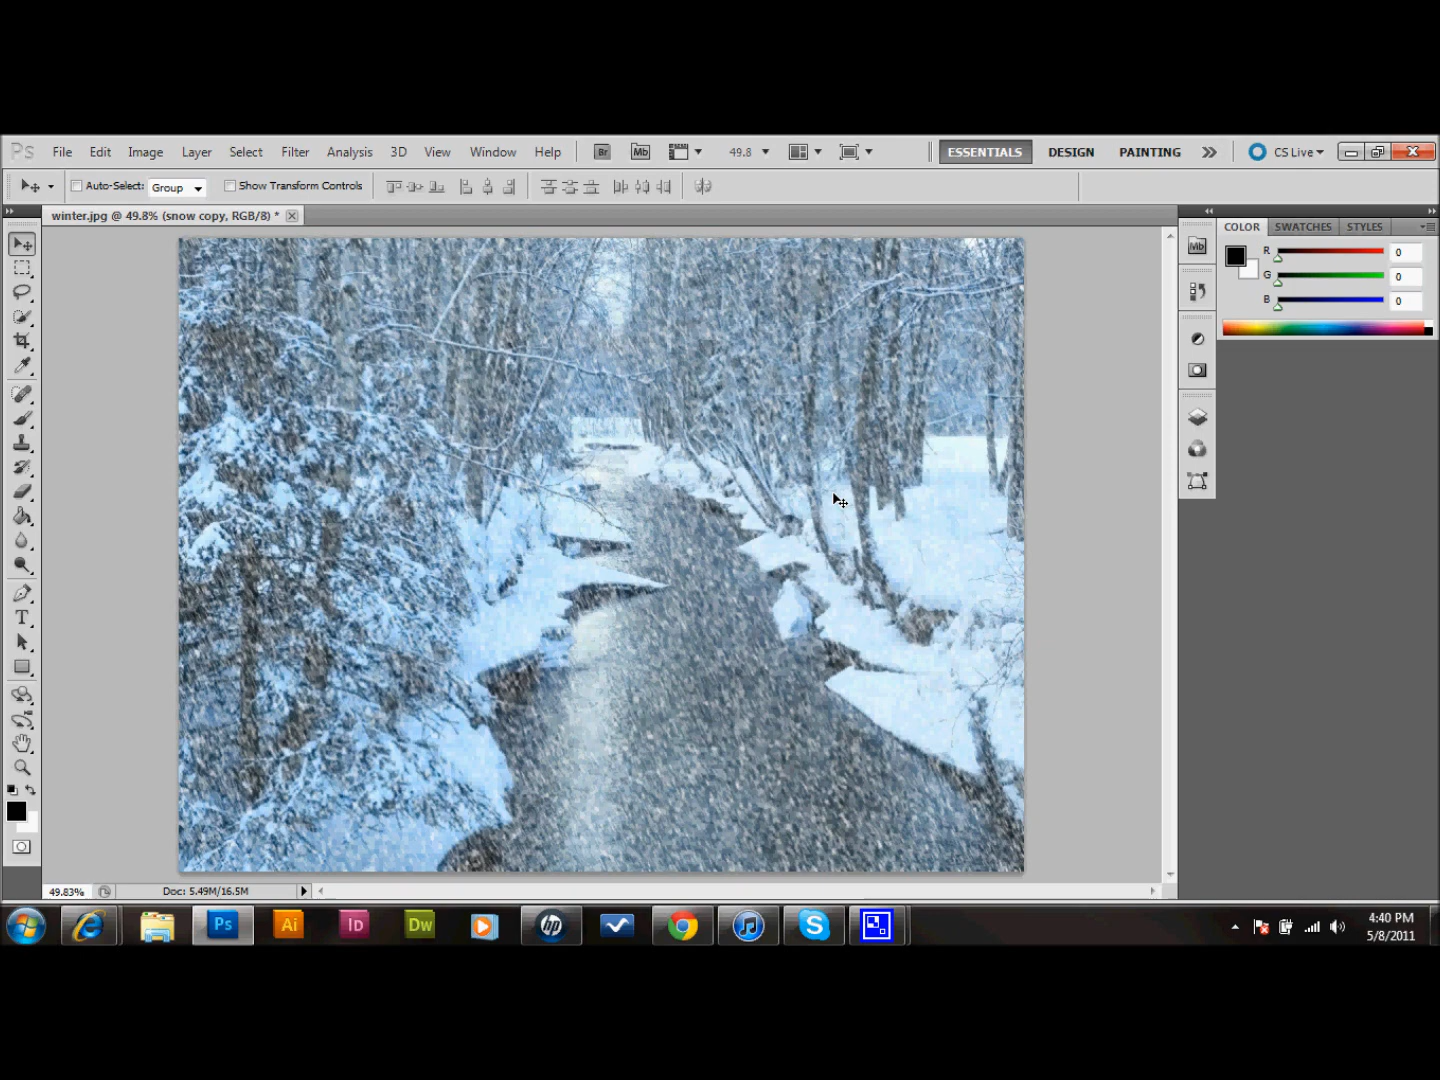 Ps File Edit Image Layer Select Filter Analysis 3D View Window Help Br Mb 49.8 ESSENTIALS DESIGN PAINTING CS Live
Auto-Select: Group Show Transform Controls
winter.jpg @ 49.8% (snow copy, RGB/8) *
Mb COLOR SWATCHES STYLES
R 0
G 0
B 0
T
49.83% Doc: 5.49M/16.5M
Ps Ai Id Dw hp S
4:40 PM
5/8/2011